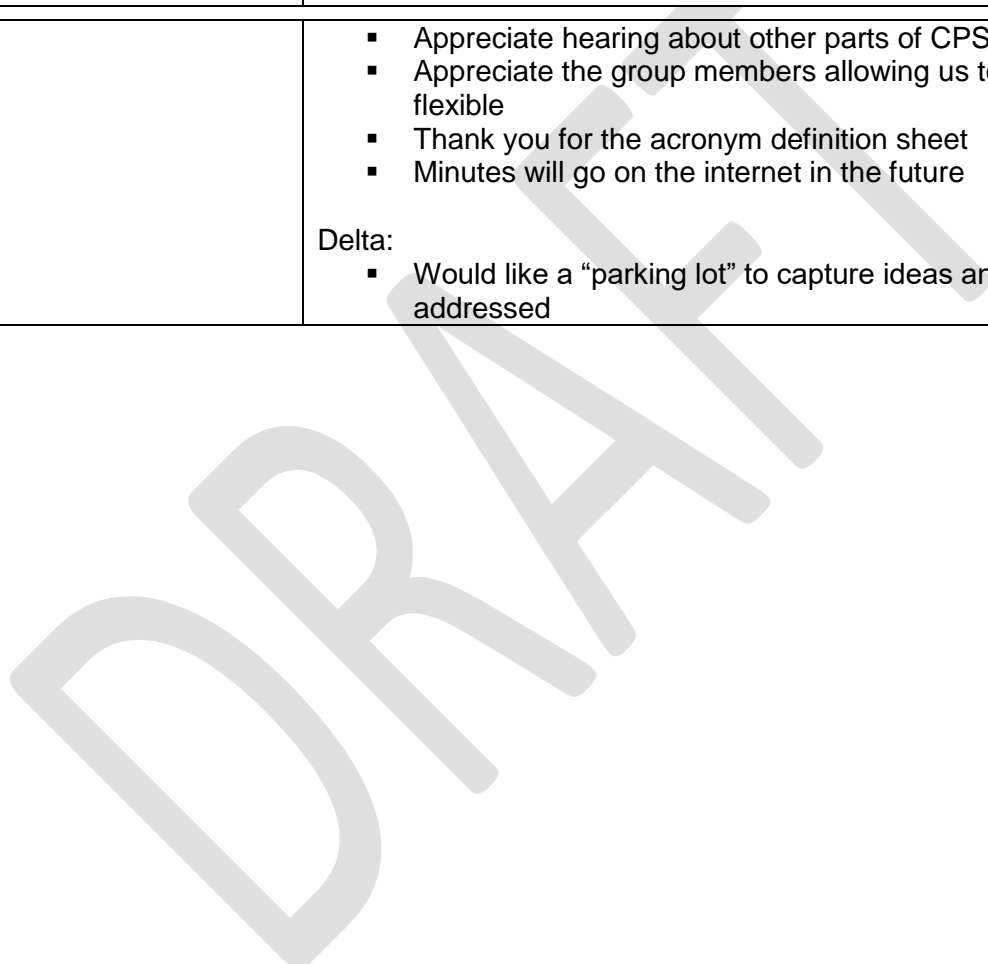 ▪ Appreciate hearing about other parts of CPS
▪ Appreciate the group members allowing us
flexible
▪ Thank you for the acronym definition sheet
▪ Minutes will go on the internet in the future
Delta:
▪ Would like a “parking lot” to capture ideas
addressed
DRAFT